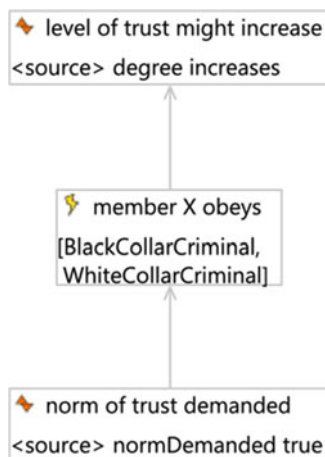 level of trust might increase
<source> degree increases
member X obeys
[BlackCollarCriminal,
WhiteCollarCriminal]
norm of trust demanded
<source> normDemanded true